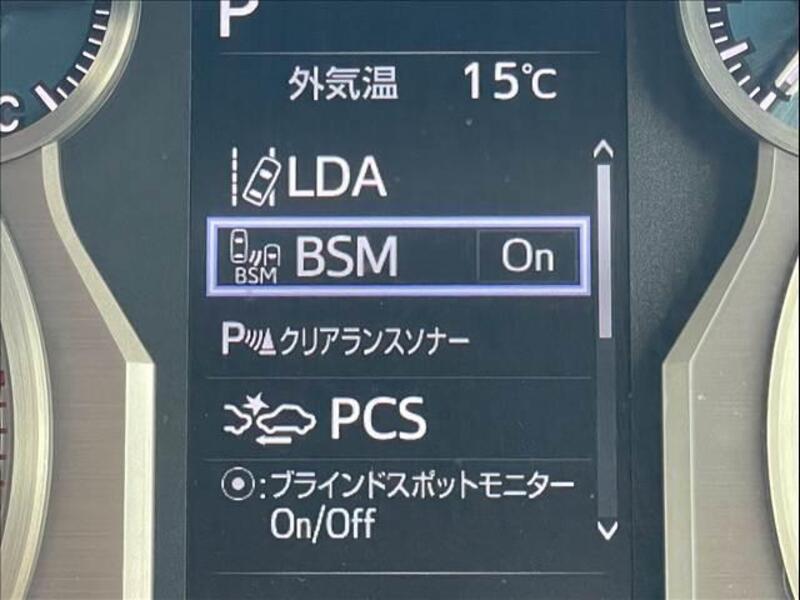 P
外気温 15℃
LDA
BSM BSM On
P クリアランスソナー
PCS
:ブラインドスポットモニター
On/Off
C